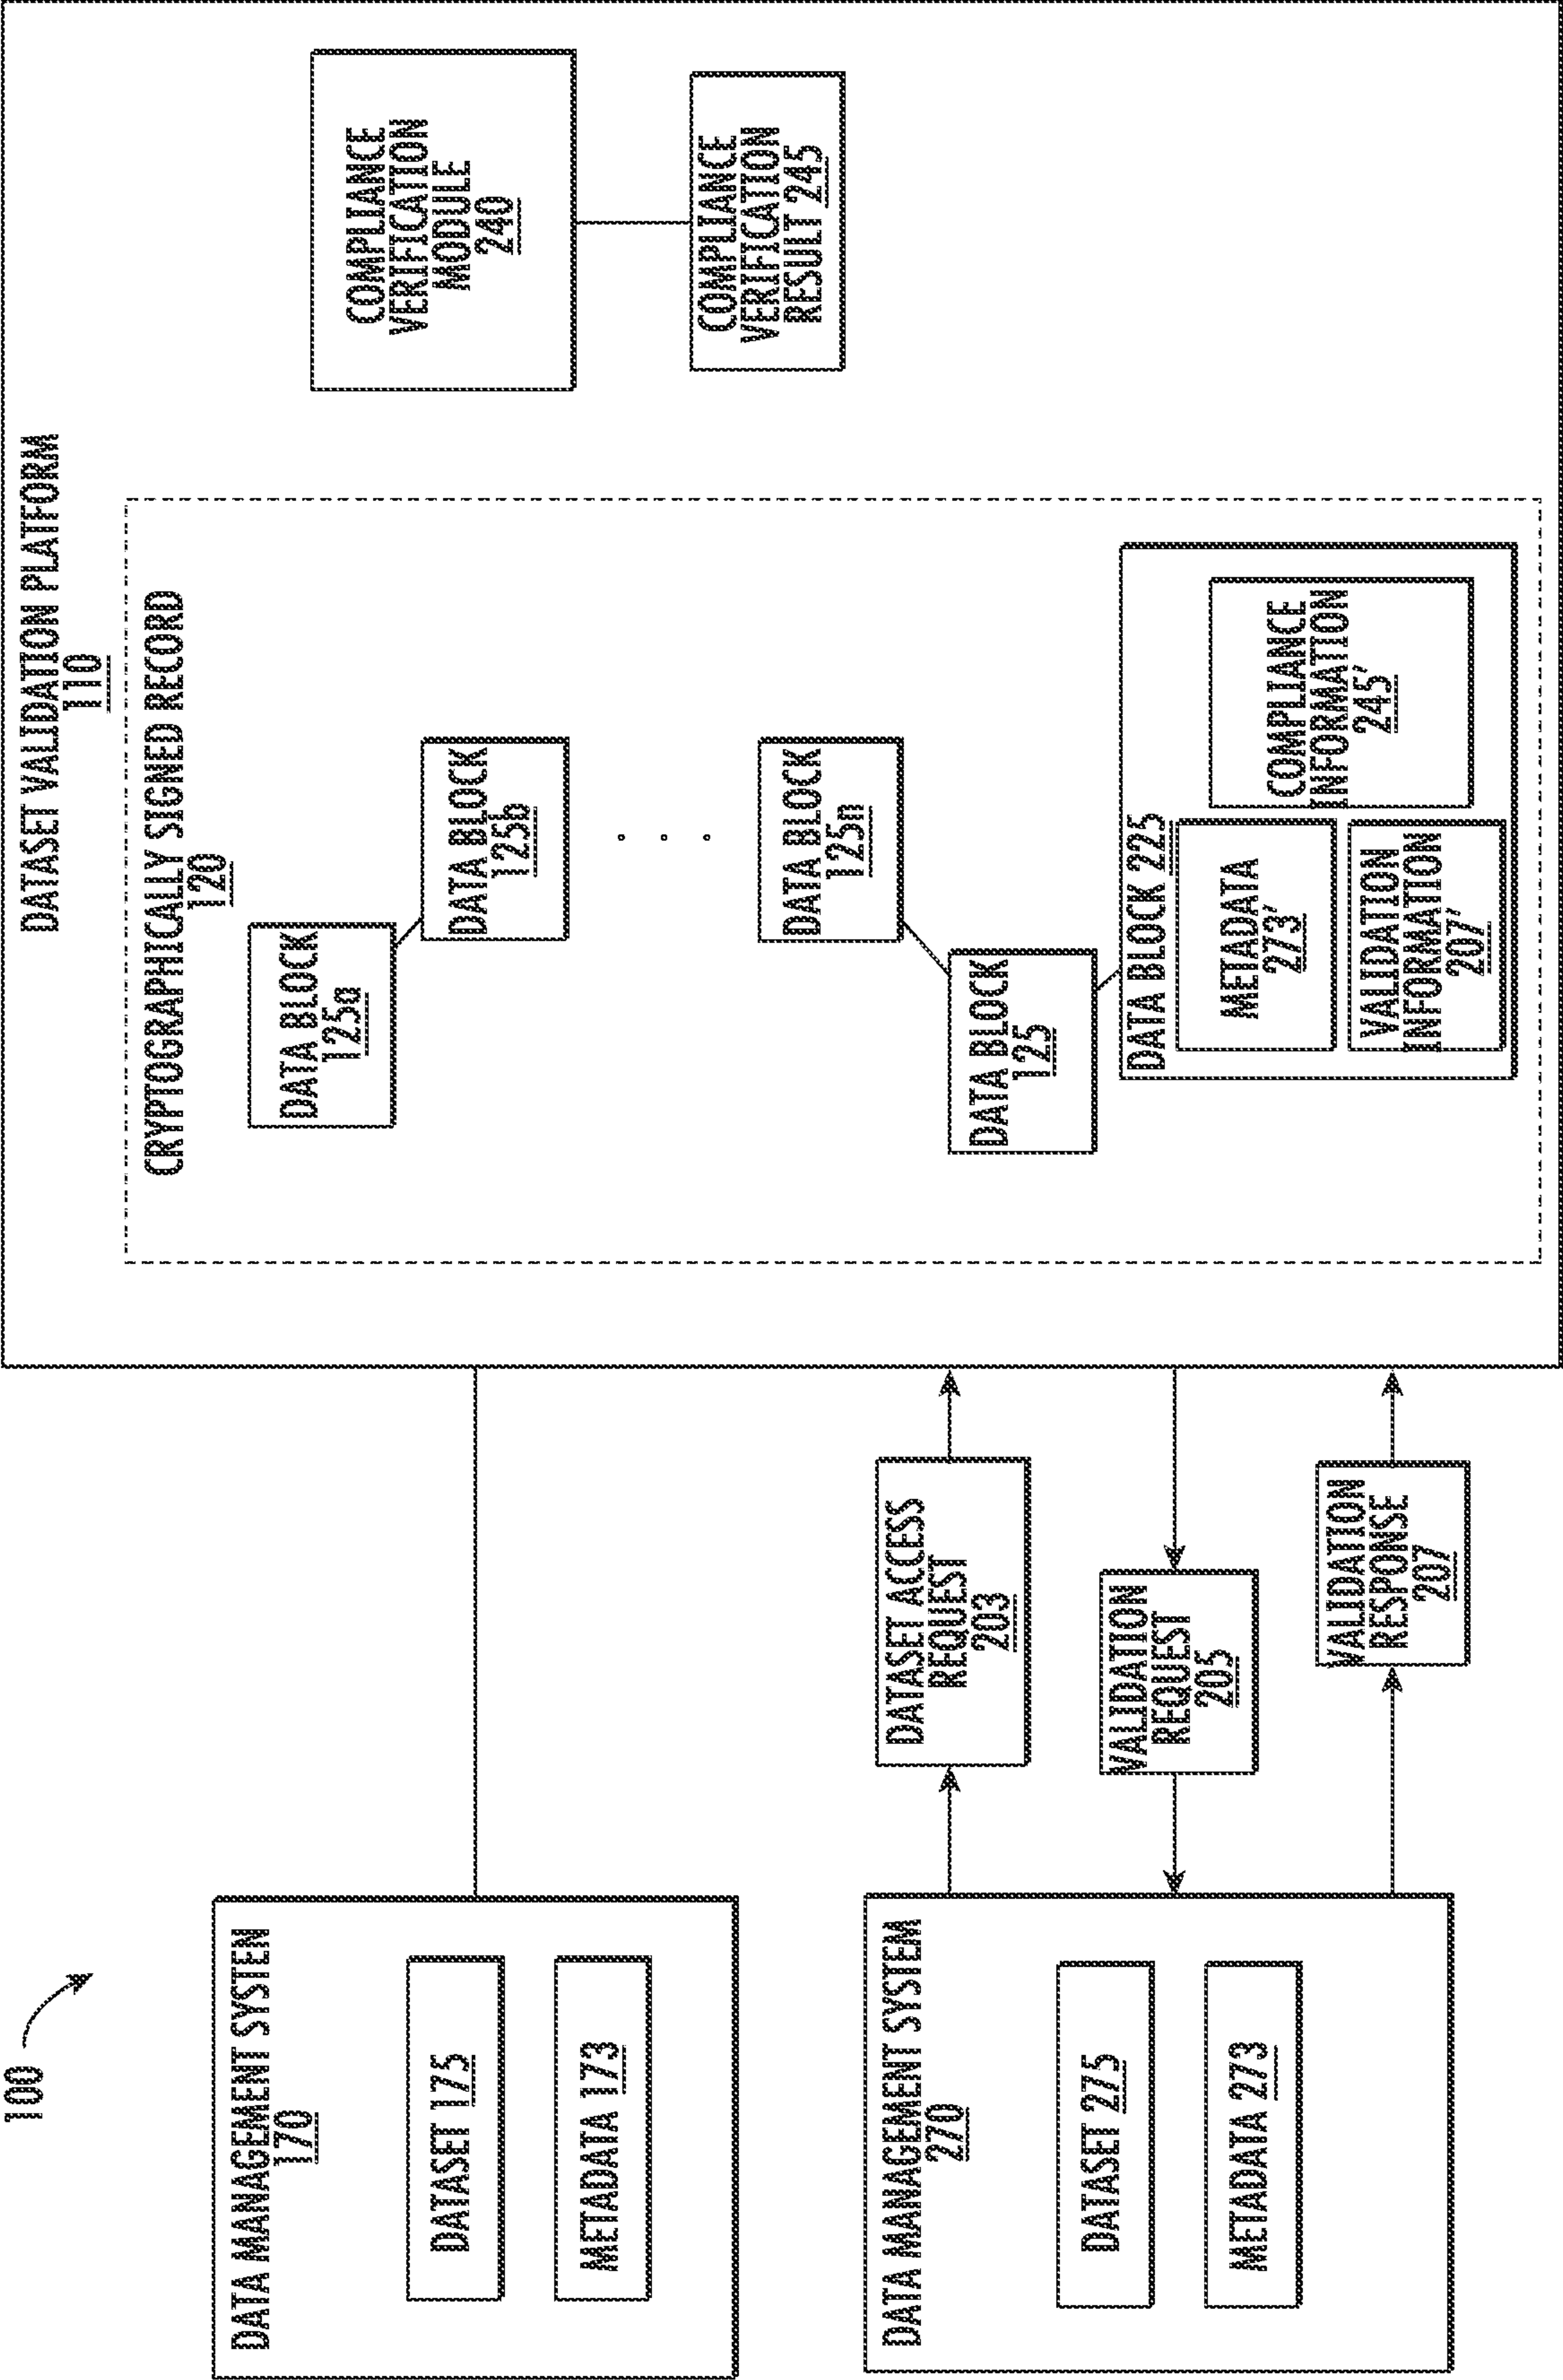 100
DATA MANAGEMENT SYSTEN
170
DATASET 175
METADATA 173
DATA MANAGEMENT SYSTEM
270
DATASET 275
METADATA 273
DATASET ACCESS
REQUEST
203
VALIDATION
REQUEST
205
VALIDATION
RESPONSE
207
DATASET VALIDATION PLATFORM
110
CRYPTOGRAPHICALLY SIGNED RECORD
120
DATA BLOCK
125a
DATA BLOCK
125b
DATA BLOCK
125n
DATA BLOCK
125
DATA BLOCK 225
METADATA
273'
VALIDATION
INFORMATION
207'
COMPLIANCE
INFORMATION
245'
COMPLIANCE
VERIFICATION
MODULE
240
COMPLIANCE
VERIFICATION
RESULT 245